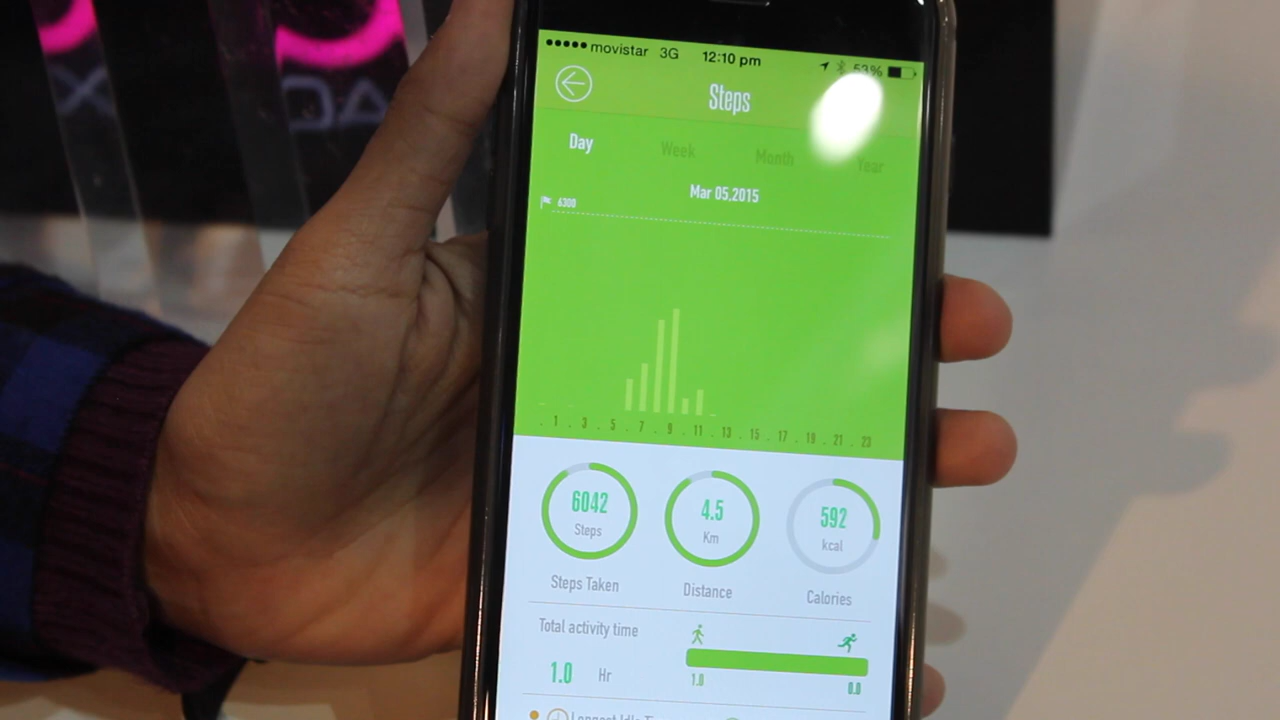 movistar 3G 12:10 pm 53%
Steps
Day Week Month Year
Mar 05,2015
6300
. 1 . 3 . 5 . 7 . 9 . 11 . 13 . 15 . 17 . 19 . 21 . 23
6042 4.5 592
Steps Km kcal
Steps Taken Distance Calories
Total activity time
1.0 Hr 1.0 0.0
Longest Idle